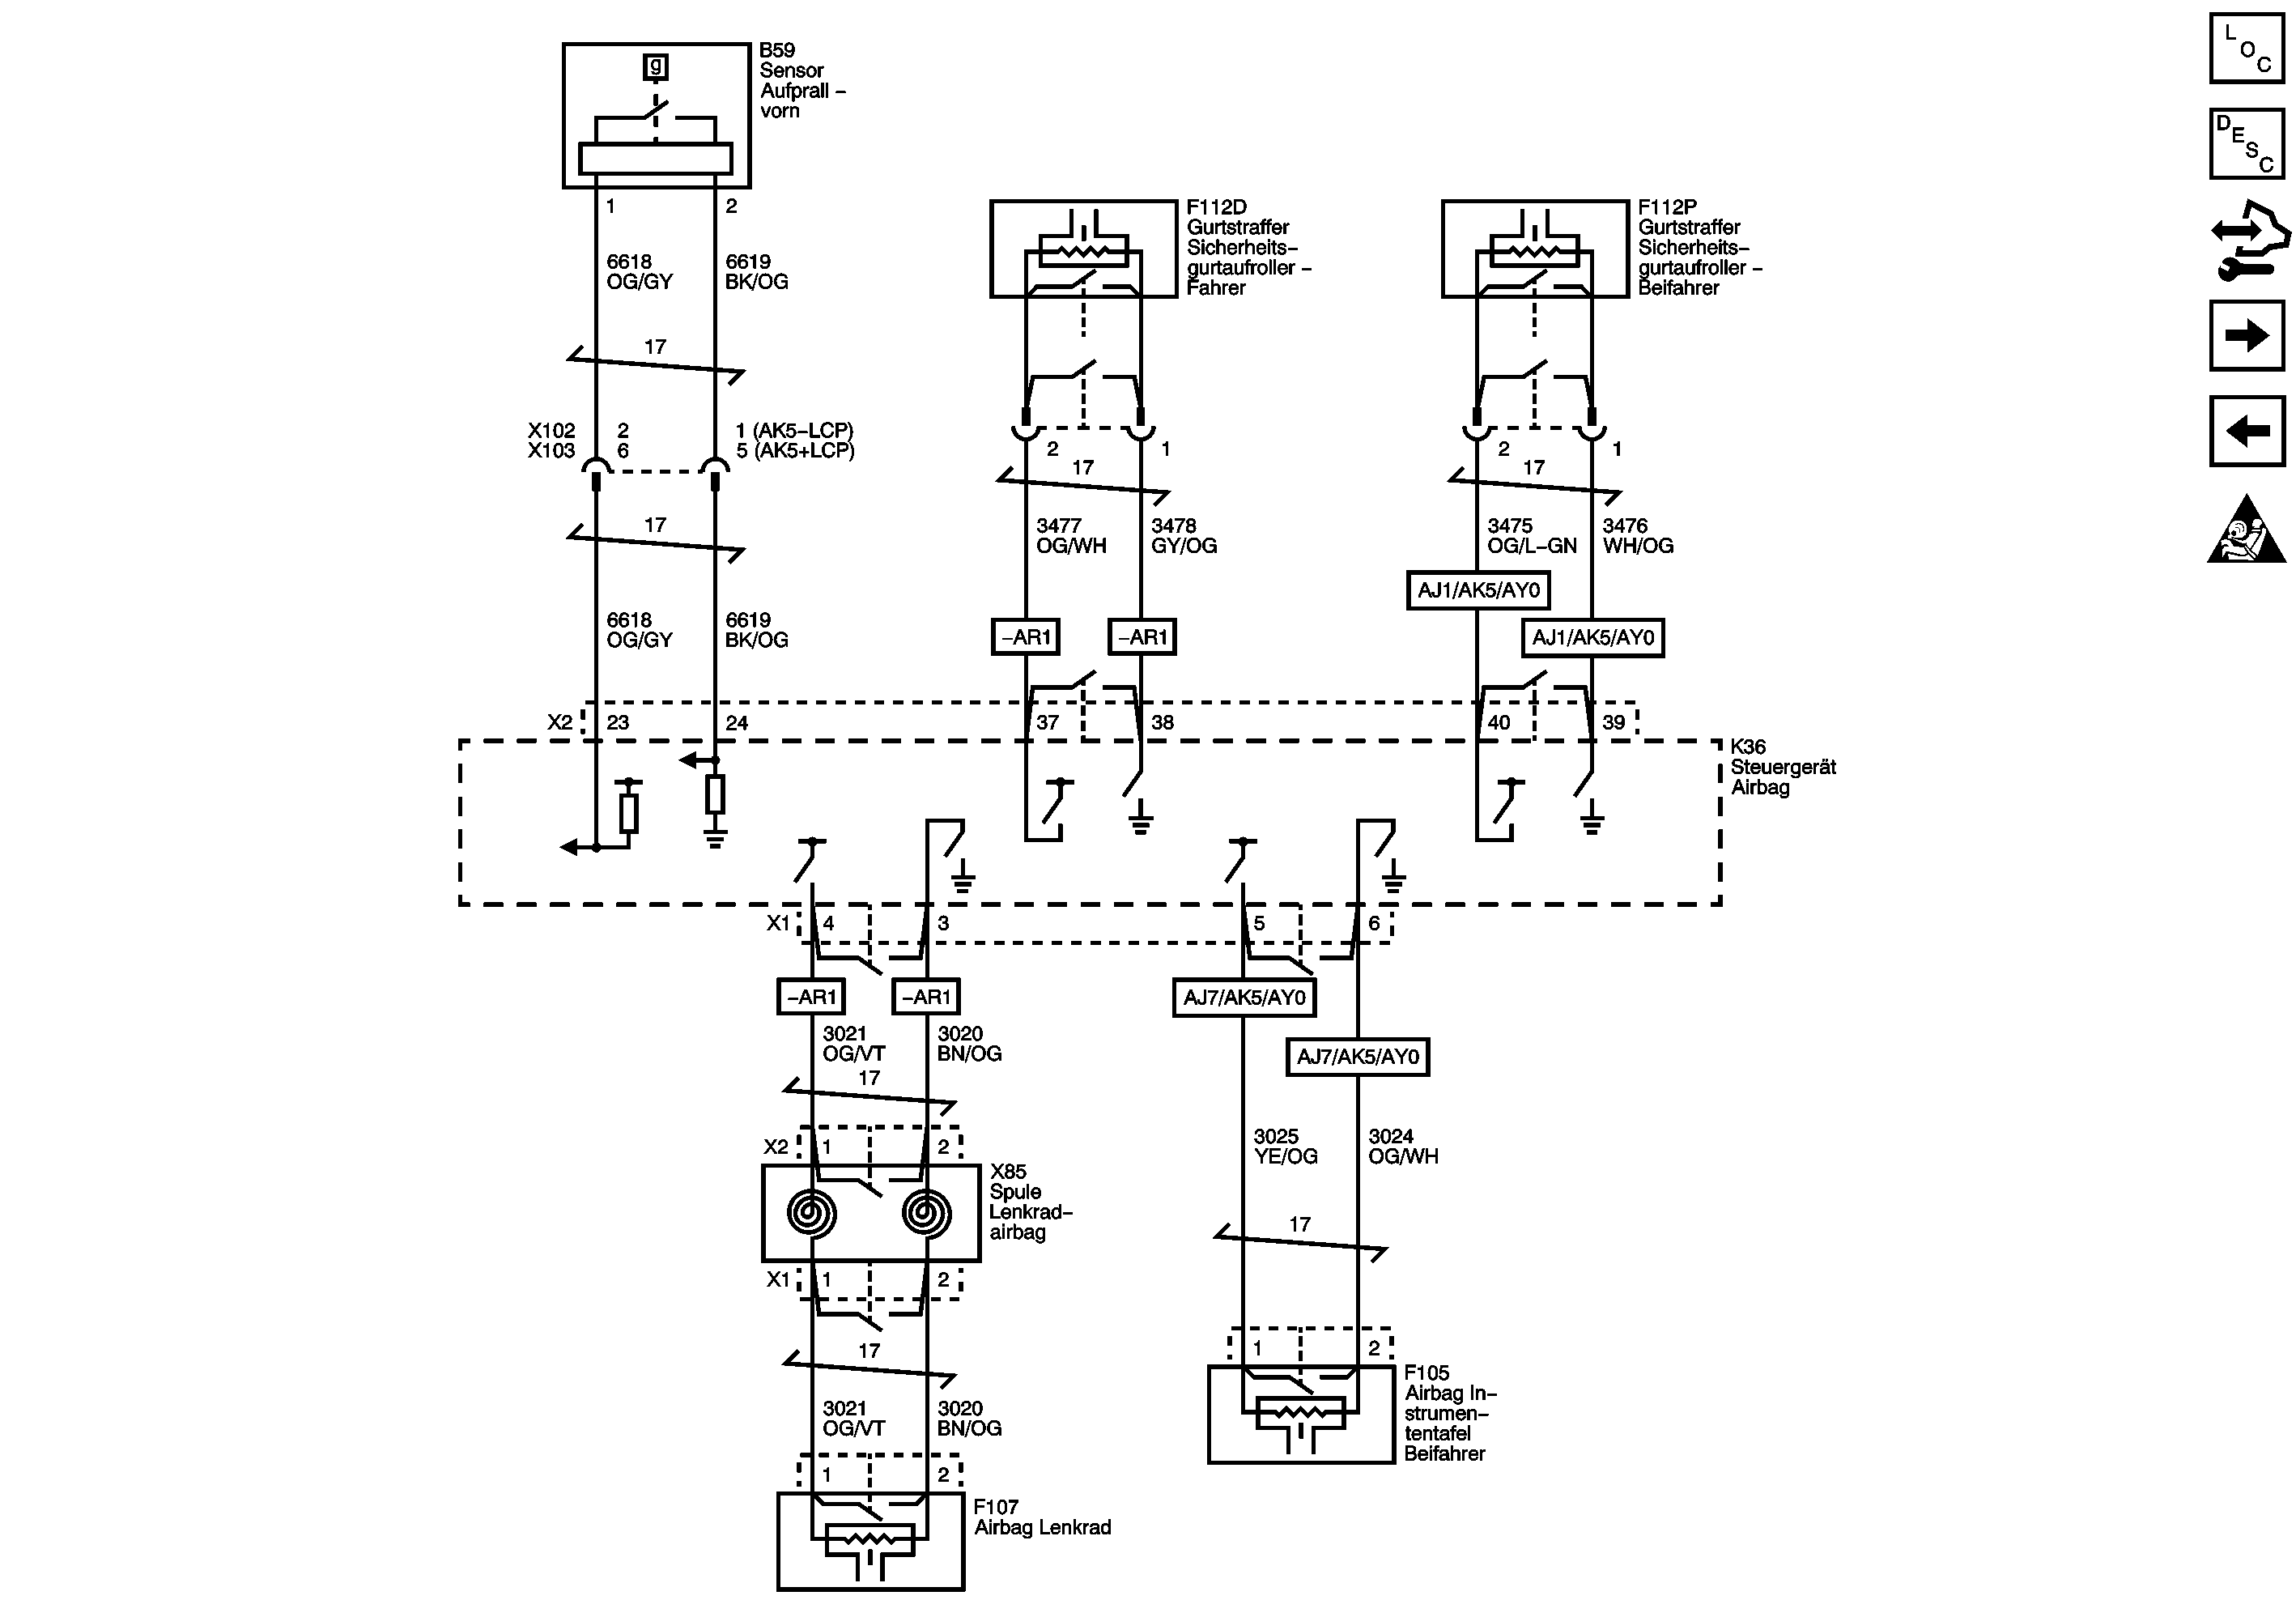 B59
Sensor
Aufprall –
vorn
g
1
2
6618
OG/GY
6619
BK/OG
17
X102 2 1 (AK5–LCP)
X103 6 5 (AK5+LCP)
17
6618
OG/GY
6619
BK/OG
F112D
Gurtstraffer
Sicherheits–
gurtaufroller –
Fahrer
2
1
17
3477
OG/WH
3478
GY/OG
–AR1
–AR1
F112P
Gurtstraffer
Sicherheits–
gurtaufroller –
Beifahrer
2
1
17
3475
OG/L–GN
3476
WH/OG
AJ1/AK5/AY0
AJ1/AK5/AY0
X2 23 24 37 38 40 39
K36
Steuergerät
Airbag
X1 4 3 5 6
–AR1
–AR1
3021
OG/VT
3020
BN/OG
17
X2 1 2
X85
Spule
Lenkrad–
airbag
X1 1 2
17
3021
OG/VT
3020
BN/OG
1 2
F107
Airbag Lenkrad
AJ7/AK5/AY0
AJ7/AK5/AY0
3025
YE/OG
3024
OG/WH
17
1 2
F105
Airbag In–
strumen–
tentafel
Beifahrer
LOC
DESC